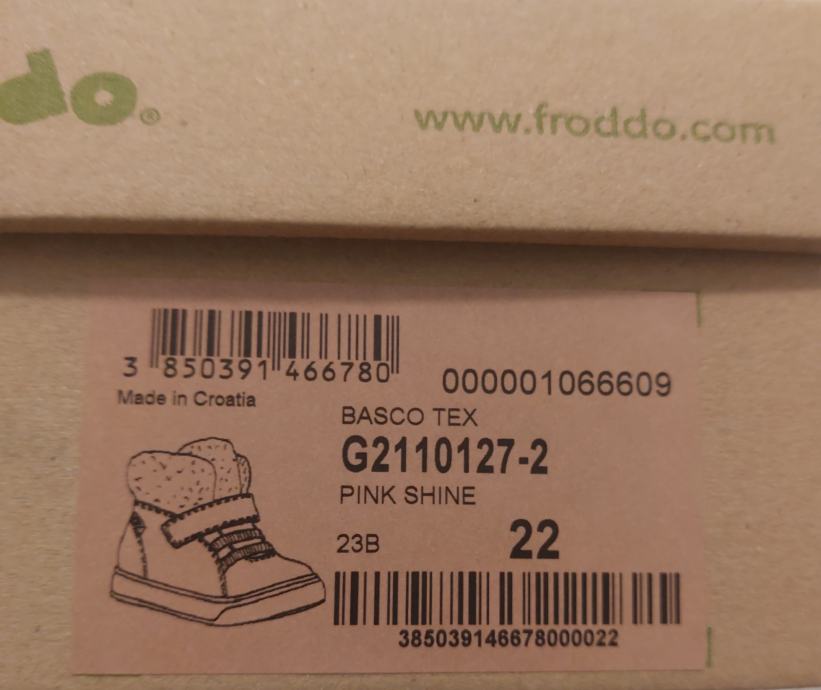 do®
www.froddo.com
3 850391 466780
000001066609
Made in Croatia
BASCO TEX
G2110127-2
PINK SHINE
23B 22
385039146678000022